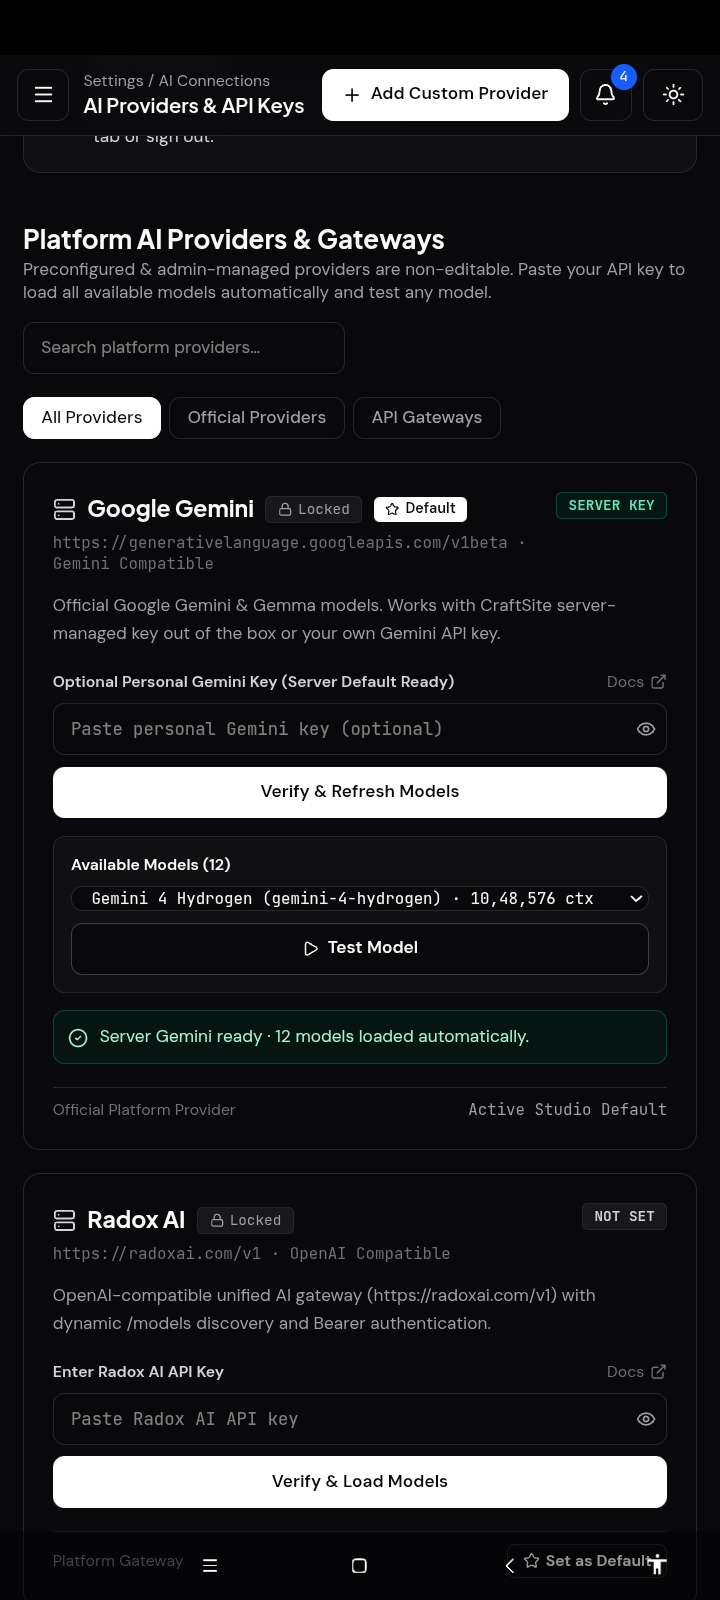 Settings / AI Connections
AI Providers & API Keys
Add Custom Provider
4
tab or sign out.
Platform AI Providers & Gateways
Preconfigured & admin-managed providers are non-editable. Paste your API key to
load all available models automatically and test any model.
Search platform providers...
All Providers
Official Providers
API Gateways
Google Gemini
Locked
Default
SERVER KEY
https://generativelanguage.googleapis.com/v1beta ·
Gemini Compatible
Official Google Gemini & Gemma models. Works with CraftSite server-
managed key out of the box or your own Gemini API key.
Optional Personal Gemini Key (Server Default Ready)
Docs
Paste personal Gemini key (optional)
Verify & Refresh Models
Available Models (12)
Gemini 4 Hydrogen (gemini-4-hydrogen) · 10,48,576 ctx
Test Model
Server Gemini ready · 12 models loaded automatically.
Official Platform Provider
Active Studio Default
Radox AI
Locked
NOT SET
https://radoxai.com/v1 · OpenAI Compatible
OpenAI-compatible unified AI gateway (https://radoxai.com/v1) with
dynamic /models discovery and Bearer authentication.
Enter Radox AI API Key
Docs
Paste Radox AI API key
Verify & Load Models
Platform Gateway
Set as Default